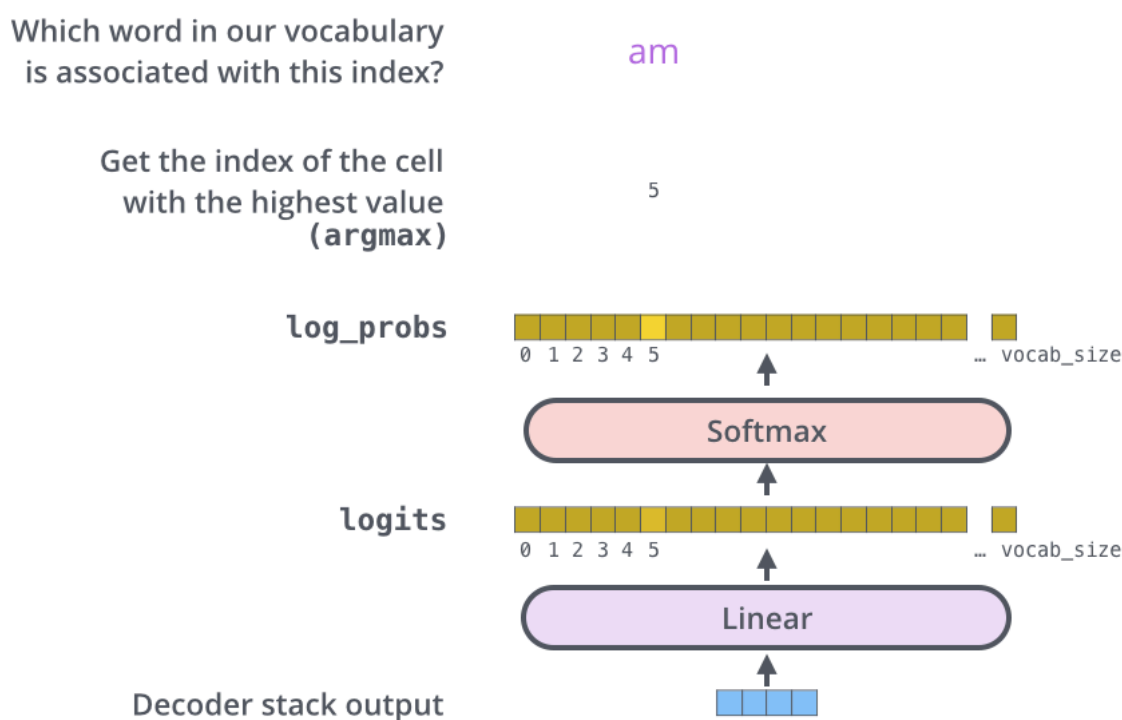 Which word in our vocabulary
is associated with this index?
am
Get the index of the cell
with the highest value
(argmax)
5
log_probs
0 1 2 3 4 5 … vocab_size
Softmax
logits
0 1 2 3 4 5 … vocab_size
Linear
Decoder stack output